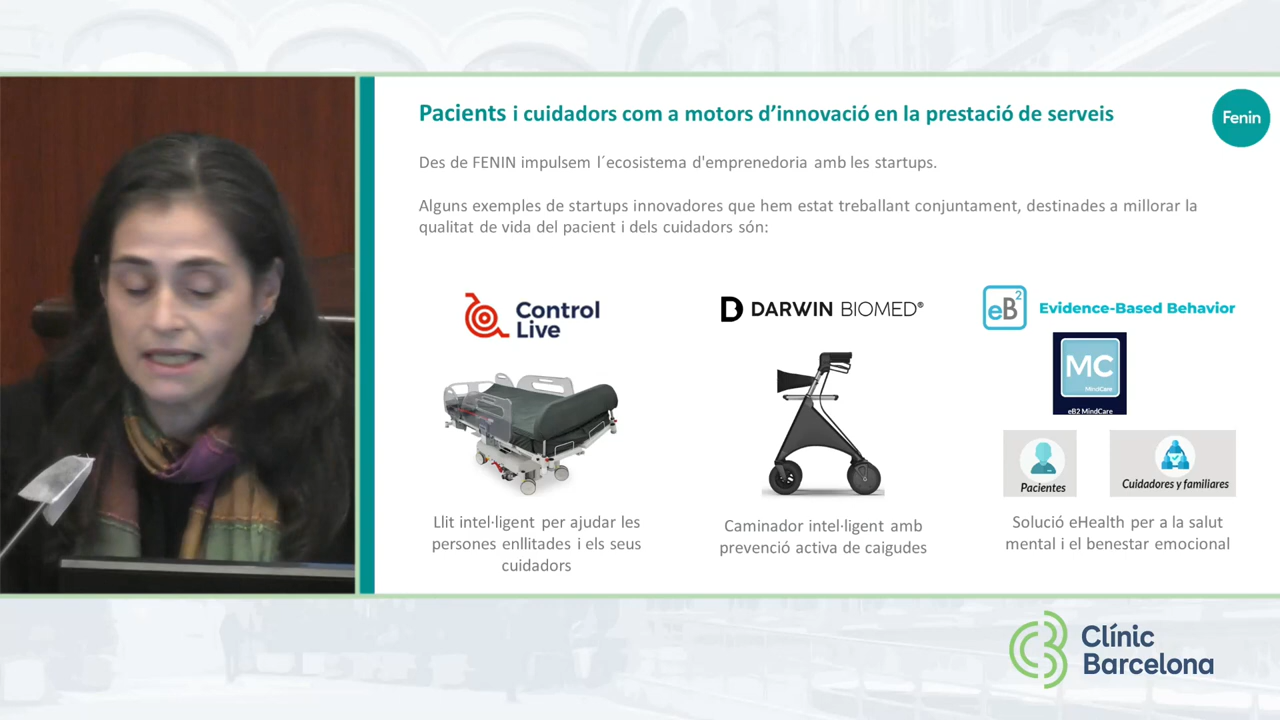 Pacients i cuidadors com a motors d'innovació en la prestació de serveis
Fenin
Des de FENIN impulsem l´ecosistema d'emprenedoria amb les startups.
Alguns exemples de startups innovadores que hem estat treballant conjuntament, destinades a millorar la
qualitat de vida del pacient i dels cuidadors són:
Control
Live
Llit intel·ligent per ajudar les
persones enllitades i els seus
cuidadors
DARWIN BIOMED®
Caminador intel·ligent amb
prevenció activa de caigudes
eB2
Evidence-Based Behavior
MC
MindCare
eB2 MindCare
Pacientes
Cuidadores y familiares
Solució eHealth per a la salut
mental i el benestar emocional
Clínic
Barcelona